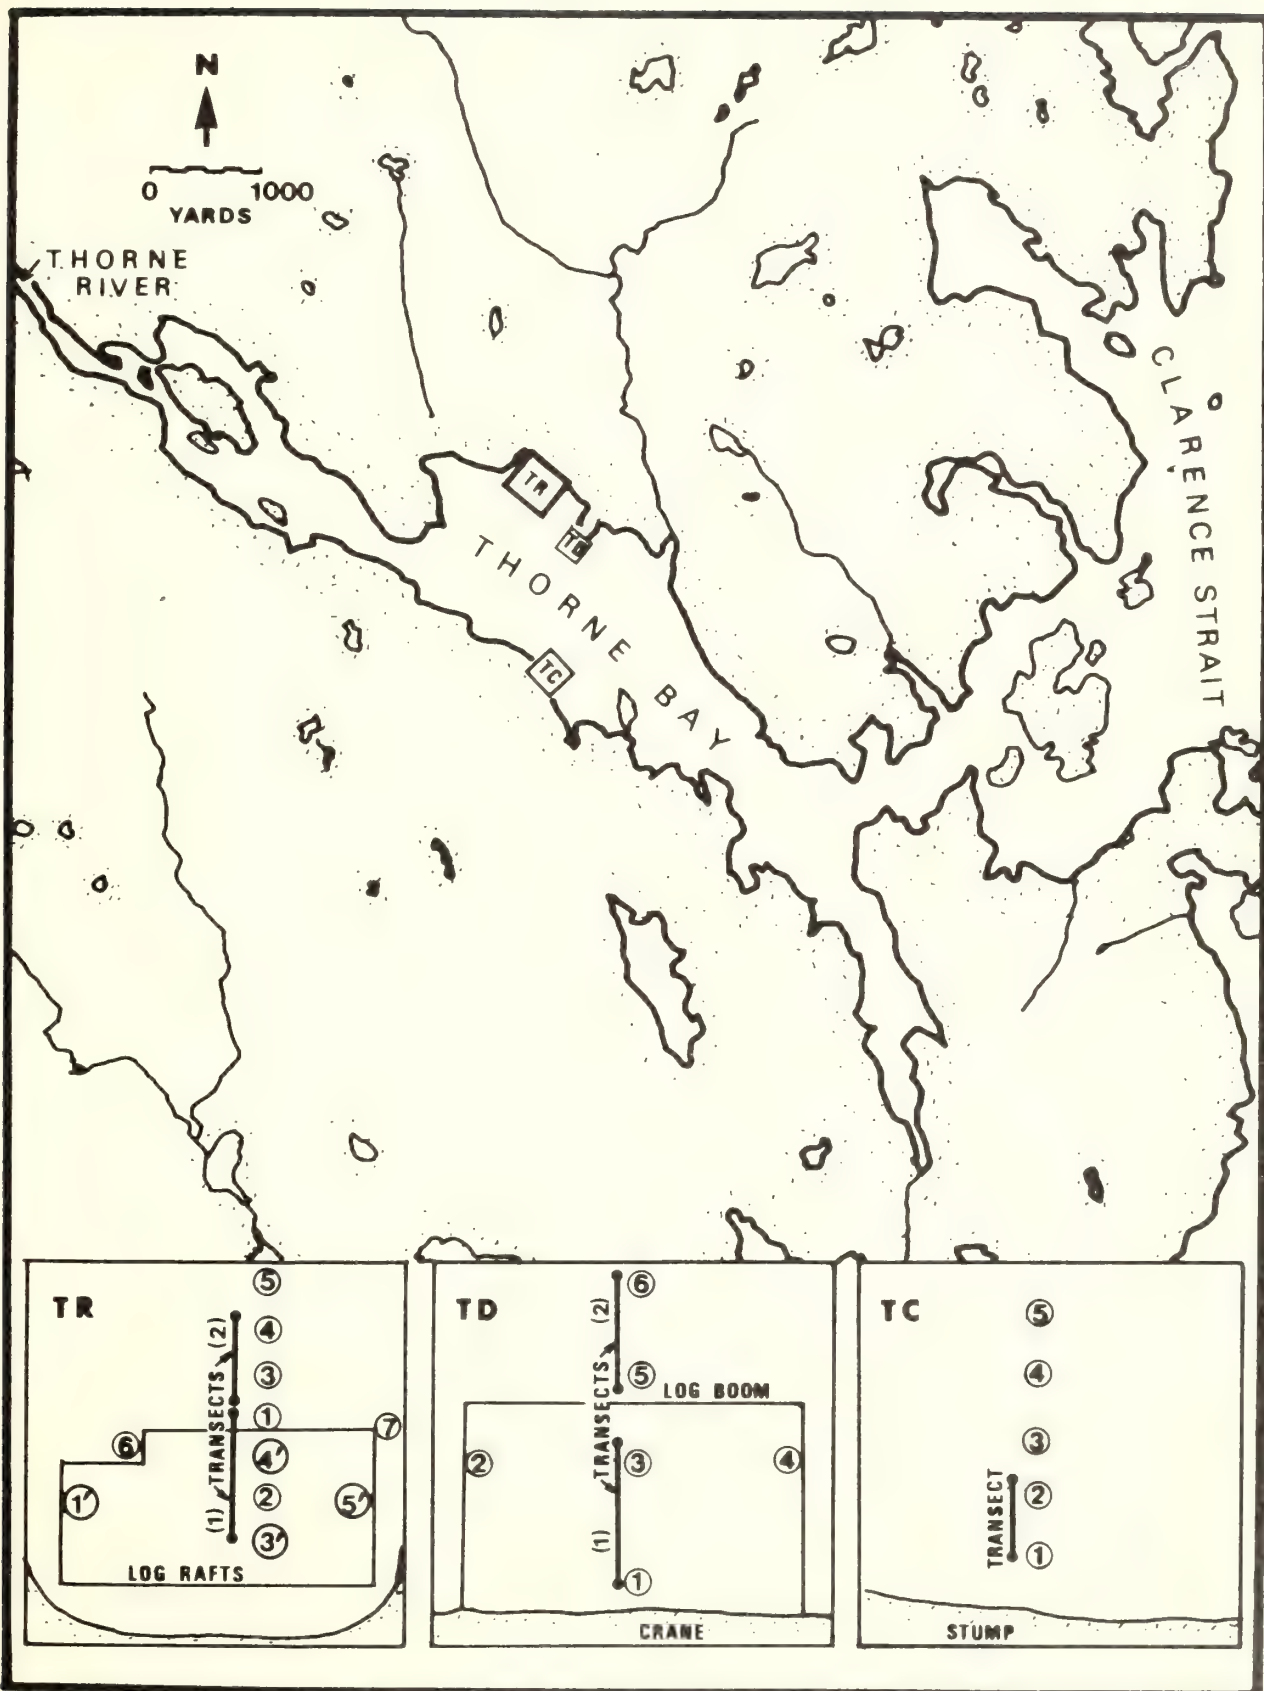 N
0 1000
YARDS
THORNE
RIVER
CLARENCE STRAIT
TR
TD
THORNE
BAY
TC
TR
5
(2)
4
3
TRANSECTS
1
7
6
4'
1'
2
5'
(1)
3'
LOG RAFTS
TD
6
(2)
TRANSECTS
5
LOG BOOM
2
3
4
(1)
1
CRANE
TC
5
4
3
TRANSECT
2
1
STUMP